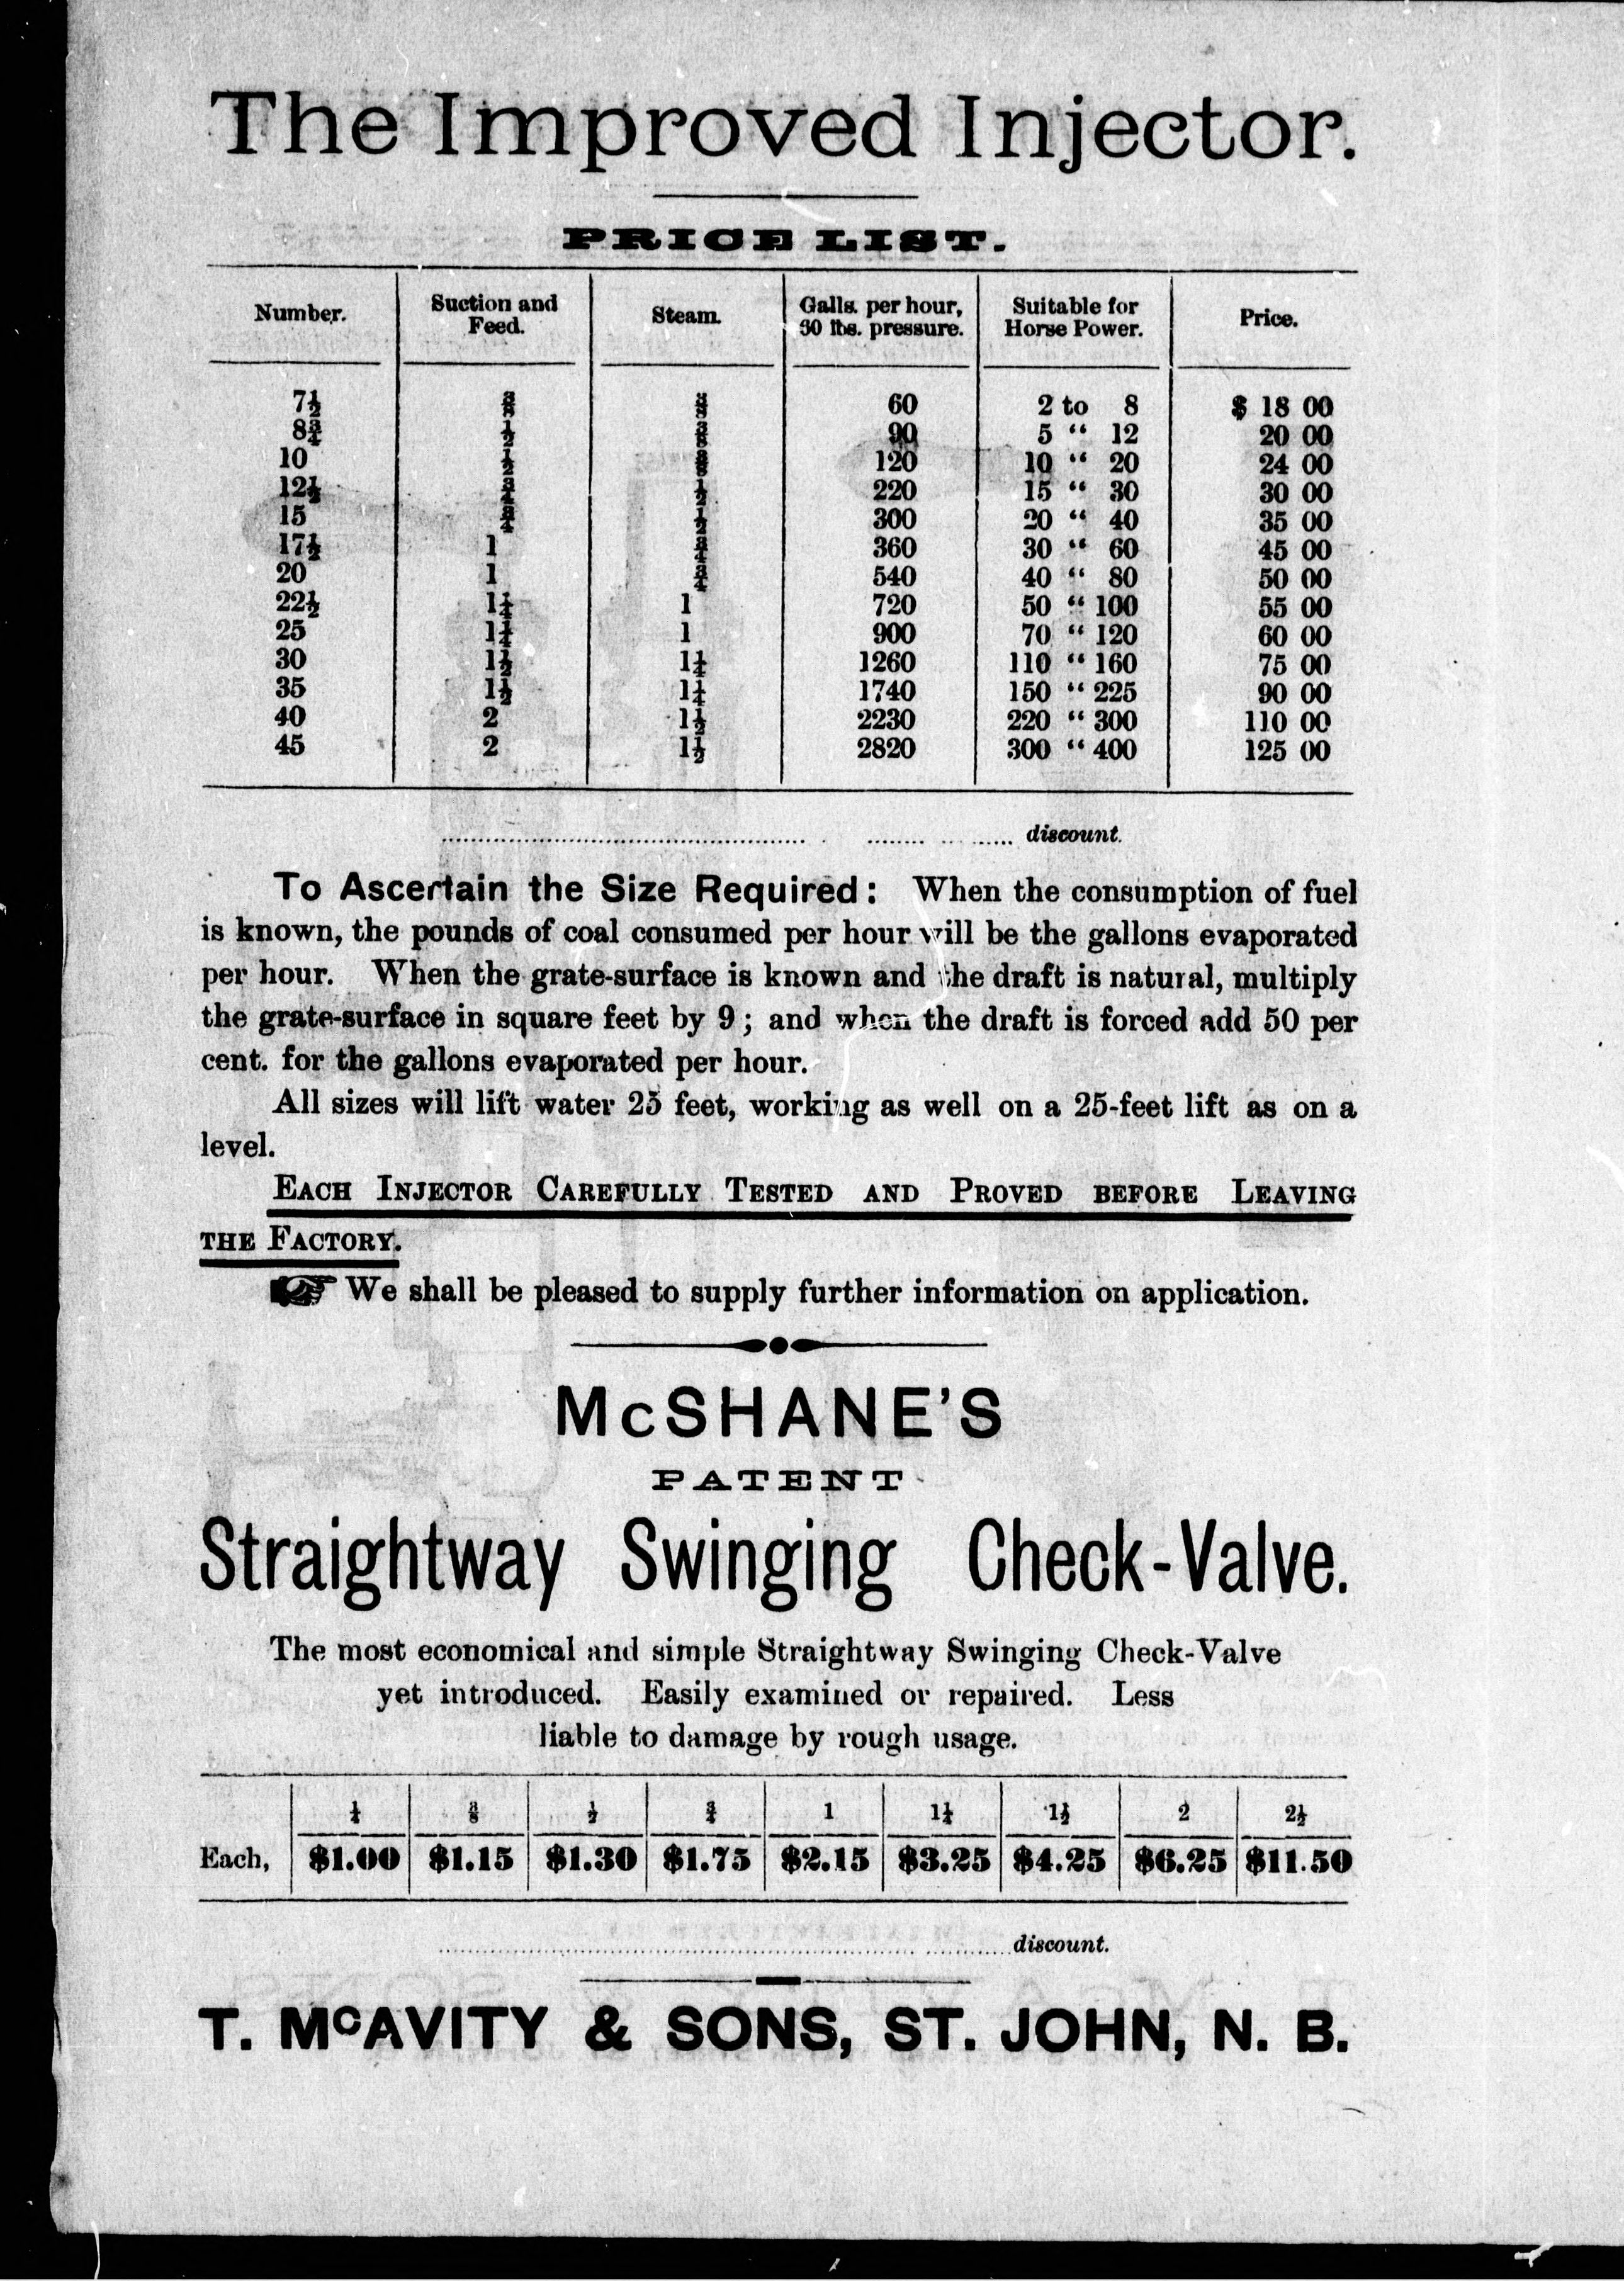 The Improved Injector.
PRICE LIST.
Number. Suction and Feed. Steam. Galls. per hour, 30 lbs. pressure. Suitable for Horse Power. Price.
7½ ⅜ ⅜ 60 2 to 8 $ 18 00
8¾ ½ ⅜ 90 5 “ 12 20 00
10 ½ ⅜ 120 10 “ 20 24 00
12½ ¾ ½ 220 15 “ 30 30 00
15 ¾ ½ 300 20 “ 40 35 00
17½ 1 ¾ 360 30 “ 60 45 00
20 1 ¾ 540 40 “ 80 50 00
22½ 1¼ 1 720 50 “ 100 55 00
25 1¼ 1 900 70 “ 120 60 00
30 1½ 1¼ 1260 110 “ 160 75 00
35 1½ 1¼ 1740 150 “ 225 90 00
40 2 1½ 2230 220 “ 300 110 00
45 2 1½ 2820 300 “ 400 125 00
discount.
To Ascertain the Size Required: When the consumption of fuel
is known, the pounds of coal consumed per hour will be the gallons evaporated
per hour. When the grate-surface is known and the draft is natural, multiply
the grate-surface in square feet by 9; and when the draft is forced add 50 per
cent. for the gallons evaporated per hour.
All sizes will lift water 25 feet, working as well on a 25-feet lift as on a
level.
EACH INJECTOR CAREFULLY TESTED AND PROVED BEFORE LEAVING
THE FACTORY.
☞ We shall be pleased to supply further information on application.
McSHANE'S
PATENT
Straightway Swinging Check-Valve.
The most economical and simple Straightway Swinging Check-Valve
yet introduced. Easily examined or repaired. Less
liable to damage by rough usage.
¼ ⅜ ½ ¾ 1 1¼ 1½ 2 2½
Each, $1.00 $1.15 $1.30 $1.75 $2.15 $3.25 $4.25 $6.25 $11.50
discount.
T. McAVITY & SONS, ST. JOHN, N. B.